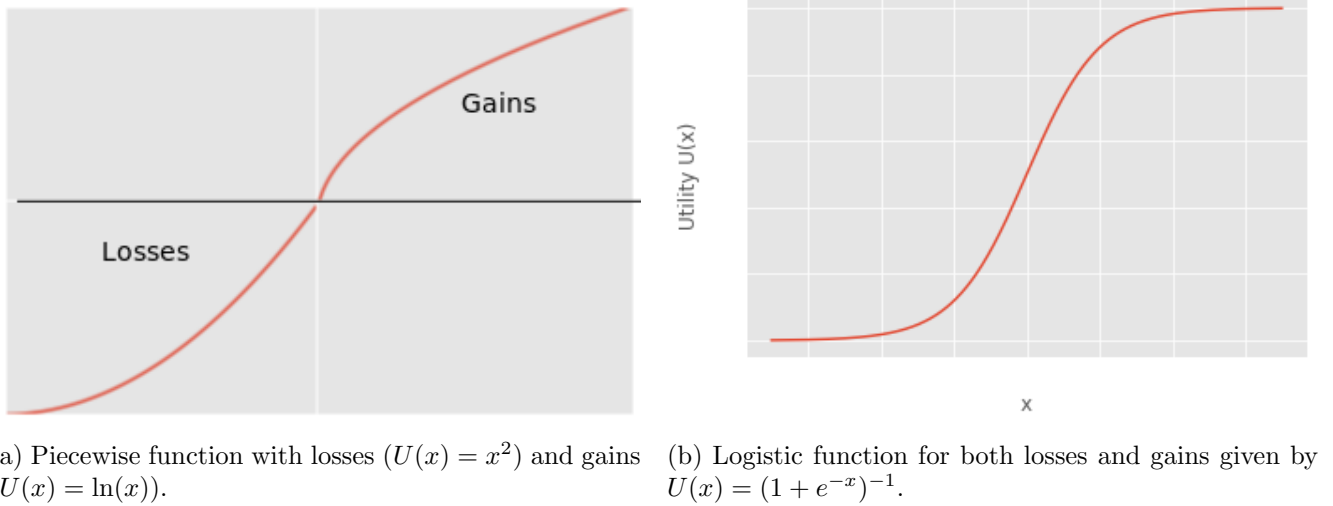 Gains
Losses
Utility U(x)
x
a) Piecewise function with losses (U(x) = x²) and gains
U(x) = ln(x)).
(b) Logistic function for both losses and gains given by
U(x) = (1 + e⁻ˣ)⁻¹.